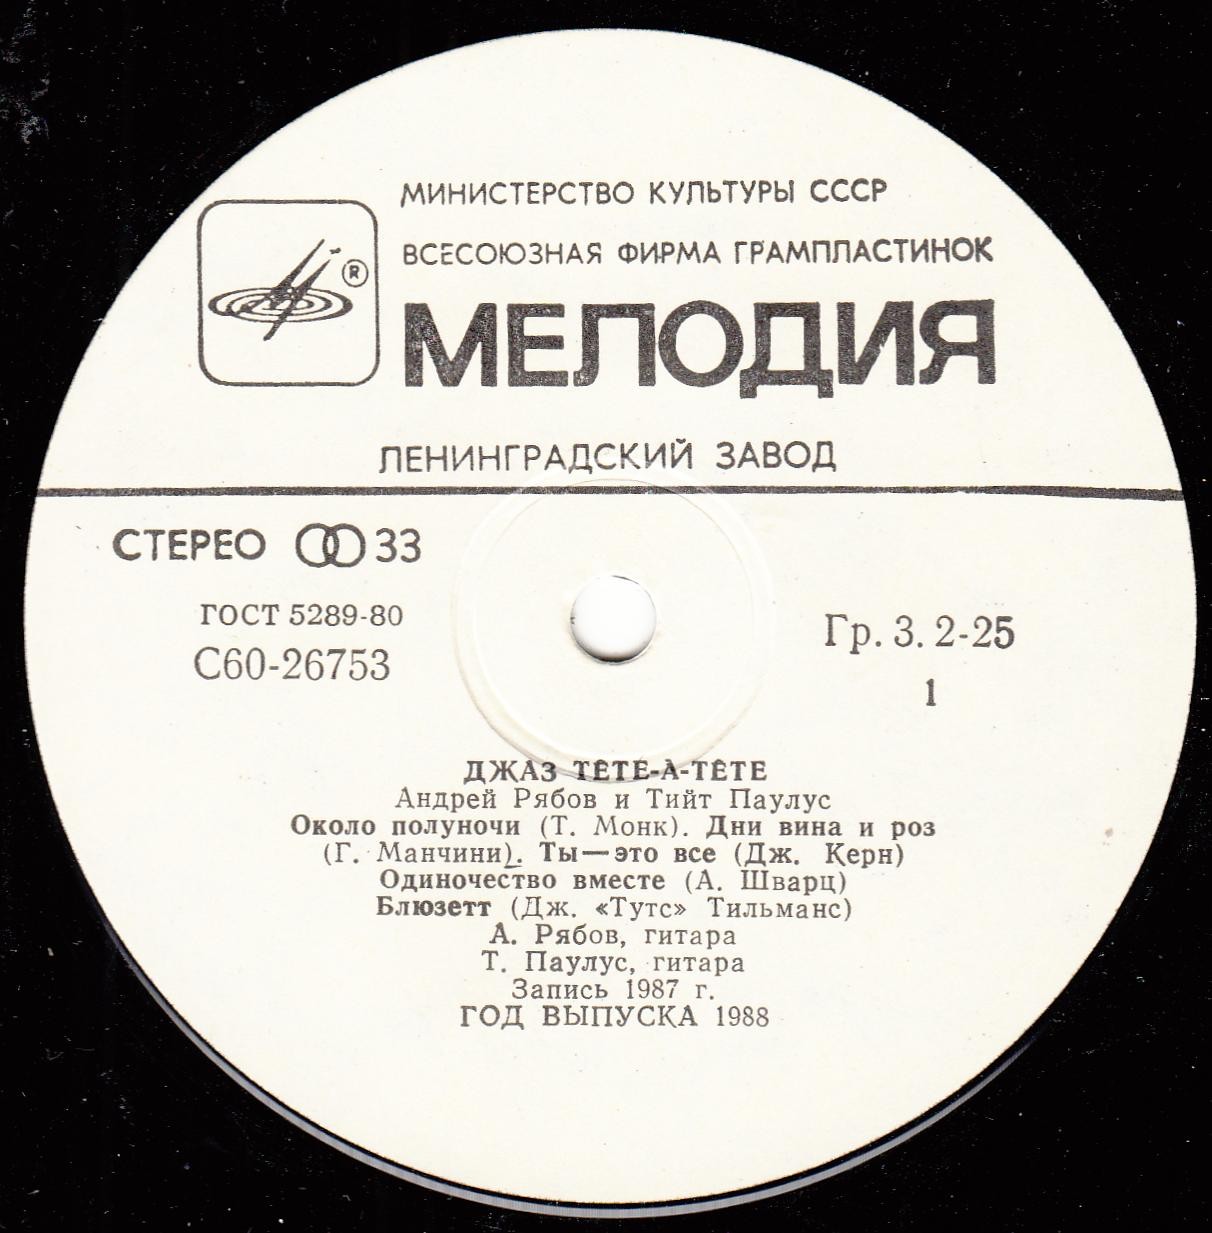 МИНИСТЕРСТВО КУЛЬТУРЫ СССР
ВСЕСОЮЗНАЯ ФИРМА ГРАМПЛАСТИНОК
®
МЕЛОДИЯ
ЛЕНИНГРАДСКИЙ ЗАВОД
СТЕРЕО 33
ГОСТ 5289-80
С60-26753
Гр. 3. 2-25
1
ДЖАЗ TÊTE-À-TÊTE
Андрей Рябов и Тийт Паулус
Около полуночи (Т. Монк). Дни вина и роз
(Г. Манчини). Ты—это все (Дж. Керн)
Одиночество вместе (А. Шварц)
Блюзетт (Дж. «Тутс» Тильманс)
А. Рябов, гитара
Т. Паулус, гитара
Запись 1987 г.
ГОД ВЫПУСКА 1988